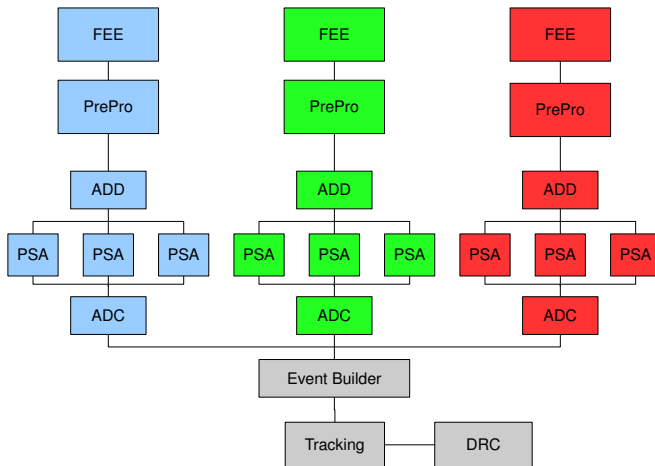 FEE
FEE
FEE
PrePro
PrePro
PrePro
ADD
ADD
ADD
PSA
PSA
PSA
PSA
PSA
PSA
PSA
PSA
PSA
ADC
ADC
ADC
Event Builder
Tracking
DRC